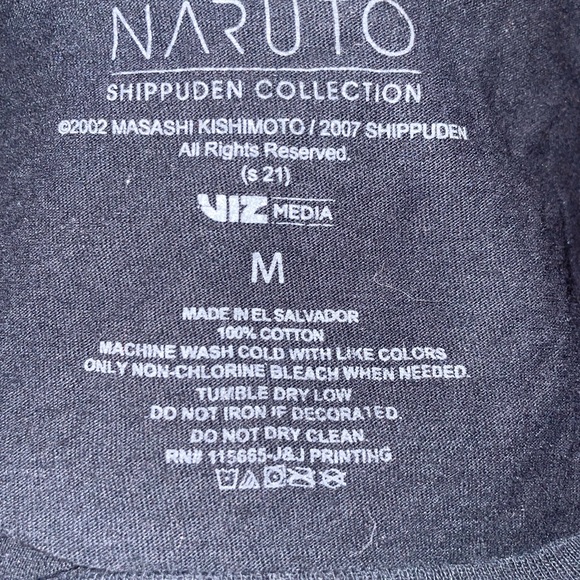 NARUTO
SHIPPUDEN COLLECTION
©2002 MASASHI KISHIMOTO / 2007 SHIPPUDEN
All Rights Reserved.
(s 21)
VIZ MEDIA
M
MADE IN EL SALVADOR
100% COTTON
MACHINE WASH COLD WITH LIKE COLORS
ONLY NON-CHLORINE BLEACH WHEN NEEDED.
TUMBLE DRY LOW
DO NOT IRON IF DECORATED.
DO NOT DRY CLEAN.
RN# 115665-J&J PRINTING